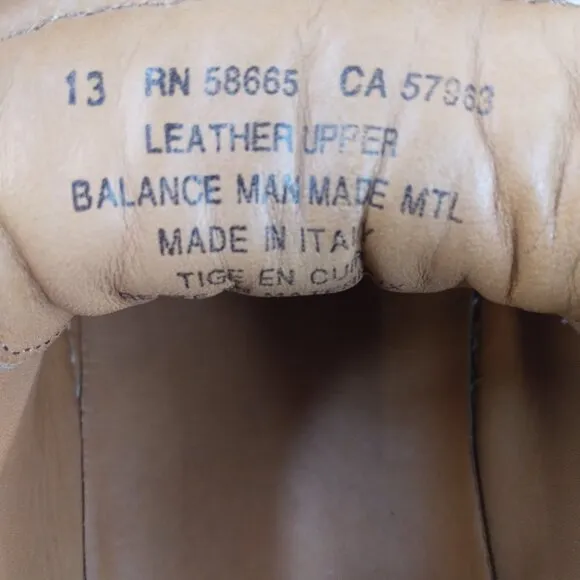 13 RN 58665 CA 57963
LEATHER UPPER
BALANCE MAN MADE MTL
MADE IN ITALY
TIGE EN CUIR